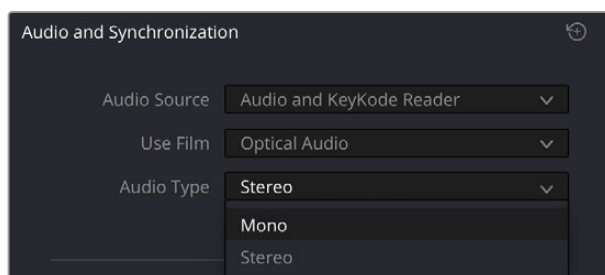 Audio and Synchronization
Audio Source Audio and KeyKode Reader
Use Film Optical Audio
Audio Type Stereo
Mono
Stereo